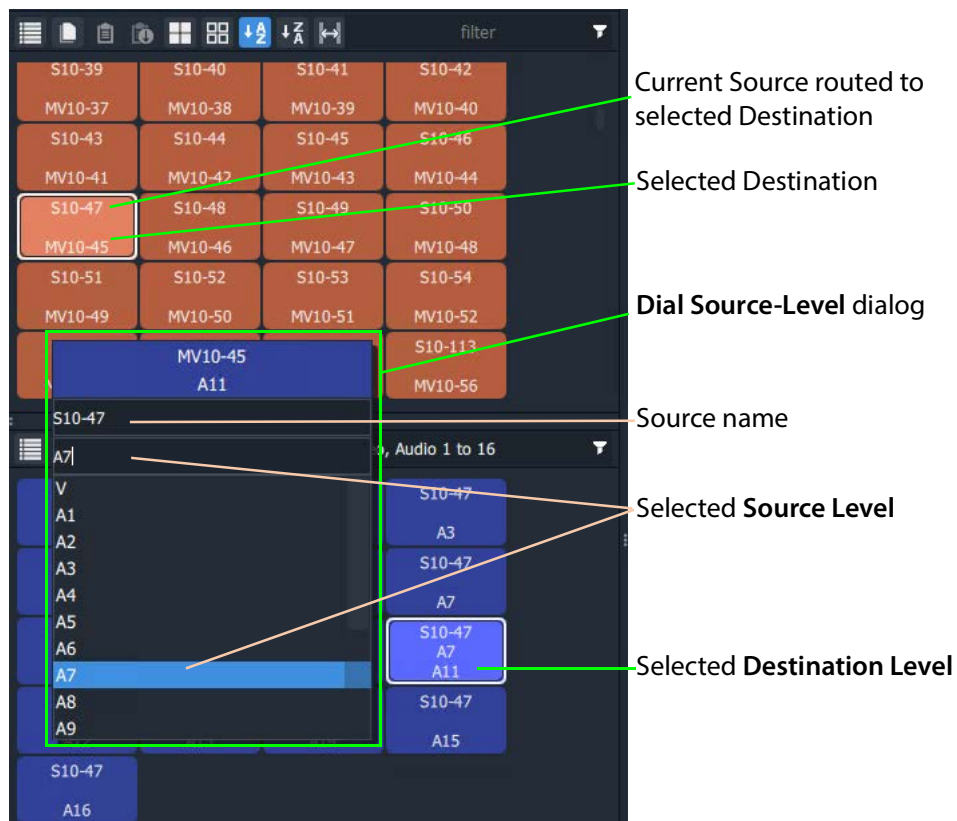 filter
S10-39 S10-40 S10-41 S10-42
MV10-37 MV10-38 MV10-39 MV10-40
Current Source routed to
selected Destination
S10-43 S10-44 S10-45 S10-46
MV10-41 MV10-42 MV10-43 MV10-44
Selected Destination
S10-47 S10-48 S10-49 S10-50
MV10-45 MV10-46 MV10-47 MV10-48
S10-51 S10-52 S10-53 S10-54
MV10-49 MV10-50 MV10-51 MV10-52
Dial Source-Level dialog
S10-113
MV10-56
MV10-45
A11
S10-47
Source name
A7
, Audio 1 to 16
V
A1
A2
A3
A4
A5
A6
A7
A8
A9
S10-47
A3
Selected Source Level
S10-47
A7
S10-47
A7
A11
Selected Destination Level
S10-47
A15
S10-47
A16